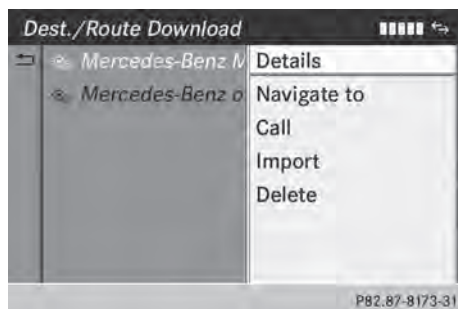 Dest./Route Download
Mercedes-Benz M
Mercedes-Benz o
Details
Navigate to
Call
Import
Delete
P82.87-8173-31